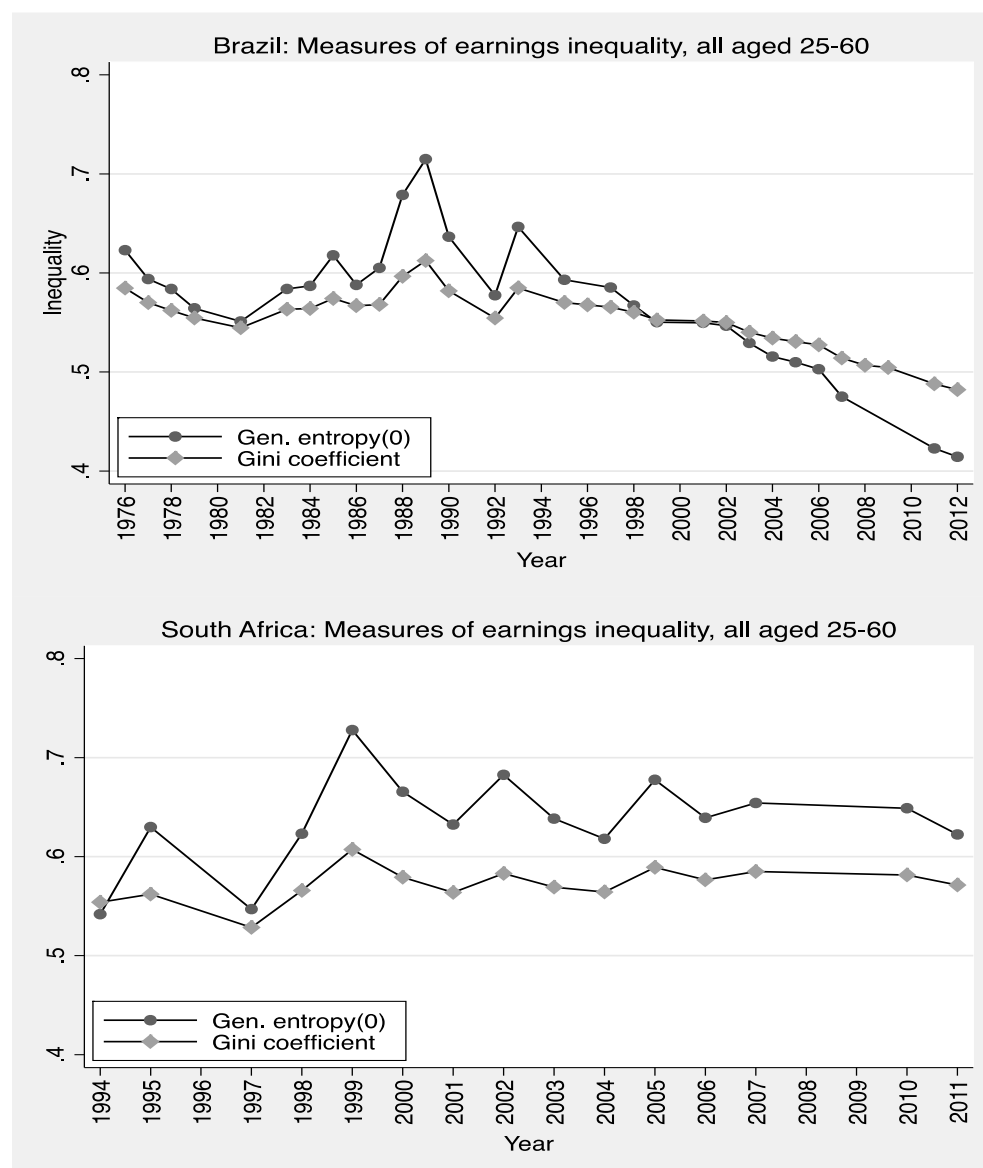 Brazil: Measures of earnings inequality, all aged 25-60
.8
.7
.6
.5
.4
Inequality
Gen. entropy(0)
Gini coefficient
1976 1978 1980 1982 1984 1986 1988 1990 1992 1994 1996 1998 2000 2002 2004 2006 2008 2010 2012
Year
South Africa: Measures of earnings inequality, all aged 25-60
.8
.7
.6
.5
.4
Gen. entropy(0)
Gini coefficient
1994 1995 1996 1997 1998 1999 2000 2001 2002 2003 2004 2005 2006 2007 2008 2009 2010 2011
Year